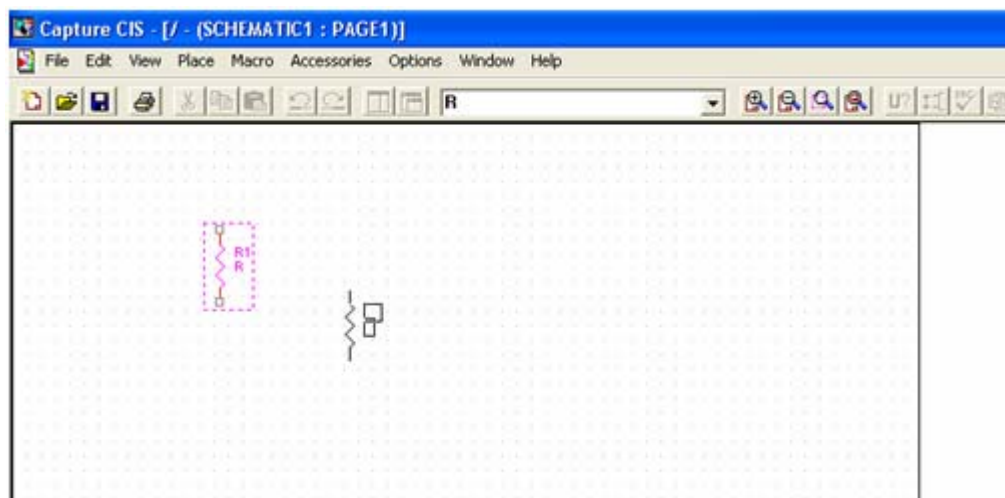 Capture CIS - [/ - (SCHEMATIC1 : PAGE1)]
File Edit View Place Macro Accessories Options Window Help
R
U?
R1
R